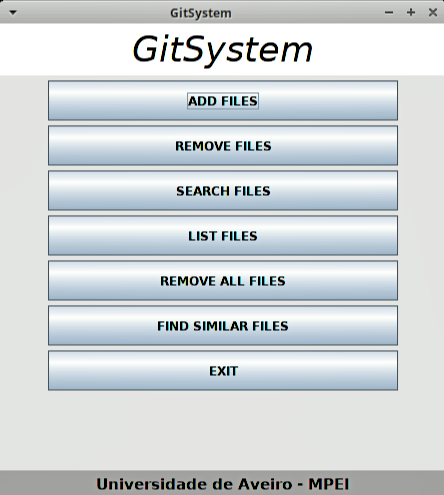 GitSystem
GitSystem
ADD FILES
REMOVE FILES
SEARCH FILES
LIST FILES
REMOVE ALL FILES
FIND SIMILAR FILES
EXIT
Universidade de Aveiro - MPEI